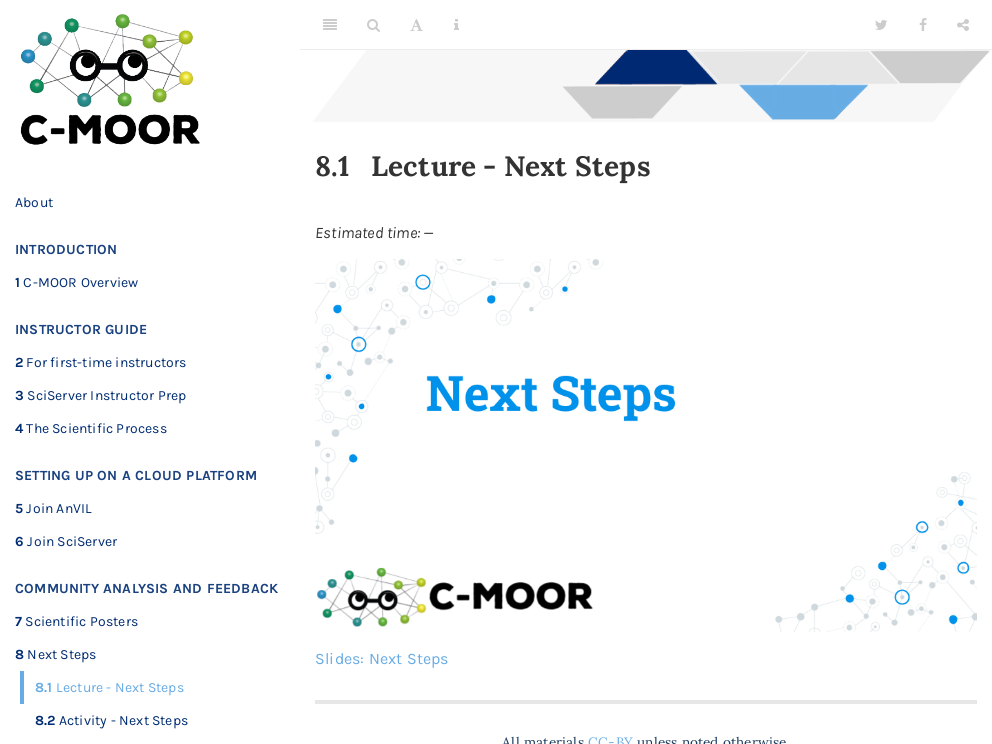 C-MOOR
About
INTRODUCTION
1 C-MOOR Overview
INSTRUCTOR GUIDE
2 For first-time instructors
3 SciServer Instructor Prep
4 The Scientific Process
SETTING UP ON A CLOUD PLATFORM
5 Join AnVIL
6 Join SciServer
COMMUNITY ANALYSIS AND FEEDBACK
7 Scientific Posters
8 Next Steps
8.1 Lecture - Next Steps
8.2 Activity - Next Steps
8.1 Lecture - Next Steps
Estimated time: —
Next Steps
C-MOOR
Slides: Next Steps
All materials CC-BY unless noted otherwise